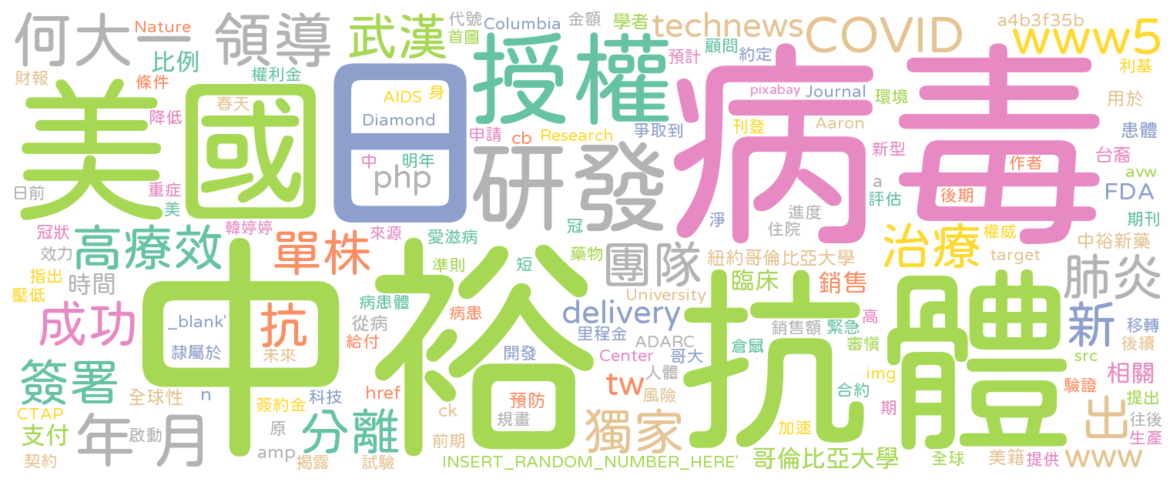 何大一
Nature
領導
武漢
代號
首圖
Columbia
金額
學者
technews
COVID
a4b3f35b
www5
利基
財報
條件
比例
權利金
春天
AIDS
身
Diamond
授權
預計
顧問
約定
pixabay
Journal
環境
用於
患體
降低
美國
日
申請
cb
Research
爭取到
刊登
Aaron
新型
病毒
作者
台裔
avw
FDA
期刊
日前
重症
美
中
明年
php
研發
a
評估
後期
冠狀
效力
韓婷婷
高療效
單株
來源
愛滋病
準則
短
冠
藥物
淨
住院
進度
團隊
紐約哥倫比亞大學
治療
權威
target
中裕新藥
指出
壓低
時間
成功
_blank'
隸屬於
抗
未來
病患體
從病
給付
病患
University
臨床
銷售
肺炎
delivery
里程金
ADARC
銷售額
緊急
高
審慎
新
移轉
後續
中裕
抗體
開發
Center
哥大
倉鼠
src
簽署
全球性
n
簽約金
科技
href
tw
人體
風險
合約
img
驗證
相關
提出
CTAP
支付
年
啟動
月
原
分離
ck
預防
規畫
獨家
加速
期
出
往後
生產
契約
揭露
amp
試驗
前期
INSERT_RANDOM_NUMBER_HERE'
哥倫比亞大學
全球
美籍
提供
www